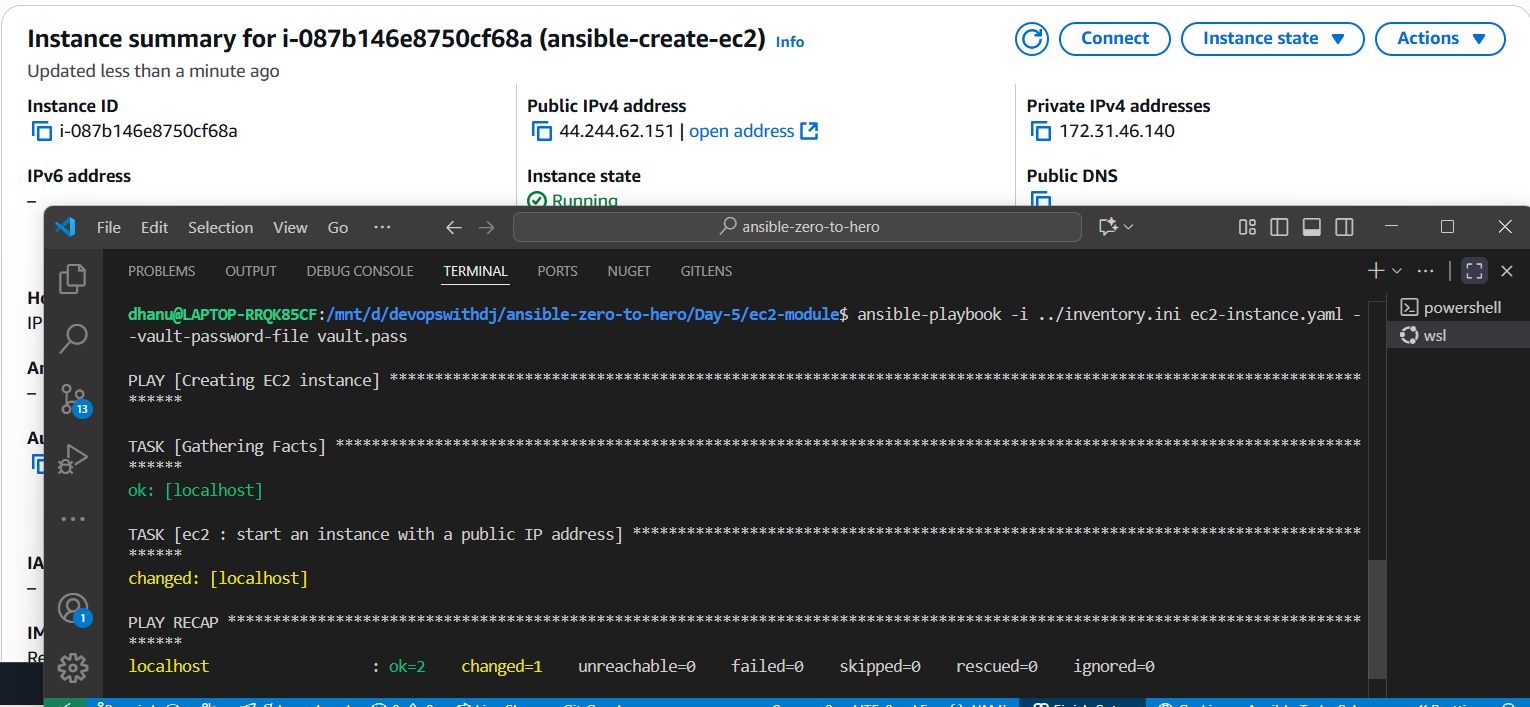 Instance summary for i-087b146e8750cf68a (ansible-create-ec2) Info
Connect
Instance state
Actions
Updated less than a minute ago
Instance ID
i-087b146e8750cf68a
Public IPv4 address
44.244.62.151 | open address
Private IPv4 addresses
172.31.46.140
IPv6 address
–
Instance state
Running
Public DNS
File Edit Selection View Go ···
ansible-zero-to-hero
PROBLEMS OUTPUT DEBUG CONSOLE TERMINAL PORTS NUGET GITLENS
powershell
wsl
13
1
IP
–
–
dhanu@LAPTOP-RRQK85CF:/mnt/d/devopswithdj/ansible-zero-to-hero/Day-5/ec2-module$ ansible-playbook -i ../inventory.ini ec2-instance.yaml -
-vault-password-file vault.pass
PLAY [Creating EC2 instance] ************************************************************************************************************
******
TASK [Gathering Facts] ******************************************************************************************************************
******
ok: [localhost]
TASK [ec2 : start an instance with a public IP address] *********************************************************************************
******
changed: [localhost]
PLAY RECAP ******************************************************************************************************************************
******
localhost : ok=2 changed=1 unreachable=0 failed=0 skipped=0 rescued=0 ignored=0